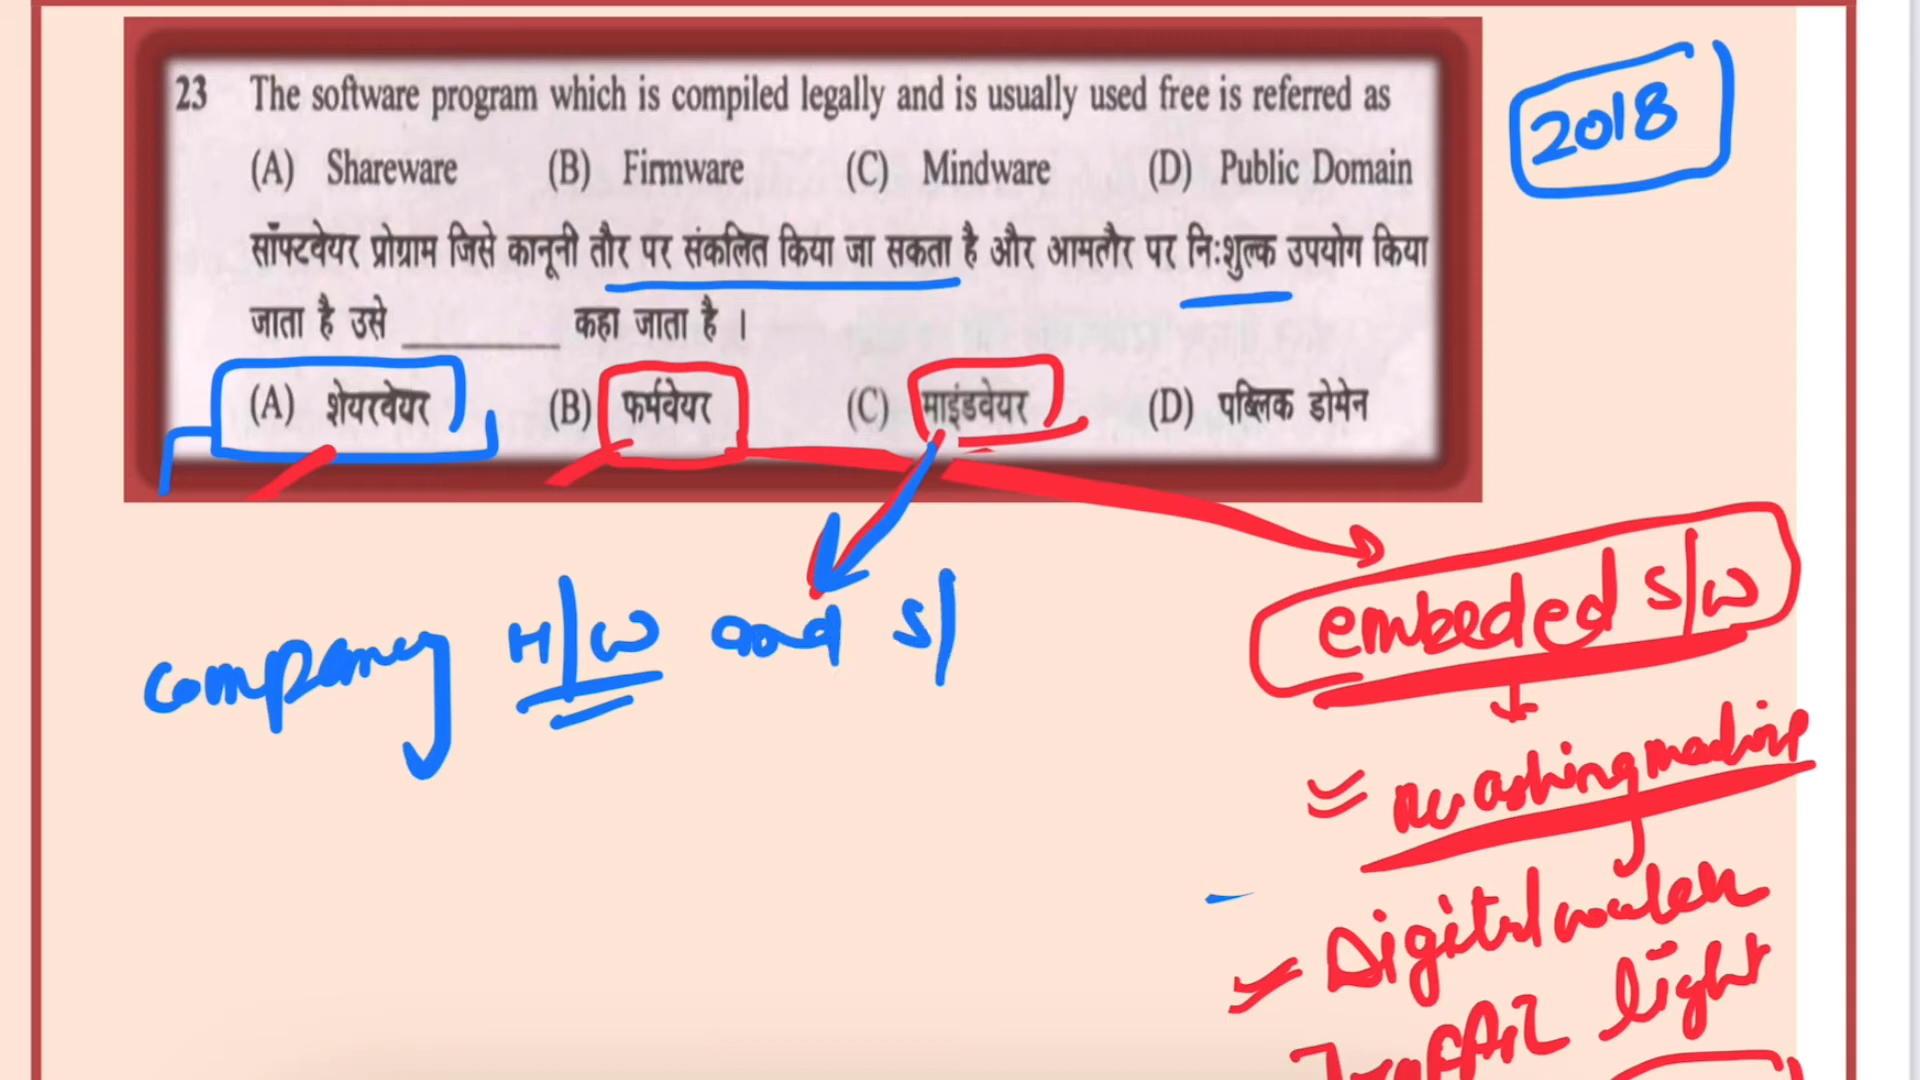 23 The software program which is compiled legally and is usually used free is referred as
(A) Shareware (B) Firmware (C) Mindware (D) Public Domain
सॉफ्टवेयर प्रोग्राम जिसे कानूनी तौर पर संकलित किया जा सकता है और आमतौर पर निःशुल्क उपयोग किया
जाता है उसे ________ कहा जाता है ।
(A) शेयरवेयर (B) फर्मवेयर (C) माइंडवेयर (D) पब्लिक डोमेन
2018
company H/W and S/
embeded S/W
washing machine
Digital watch
light